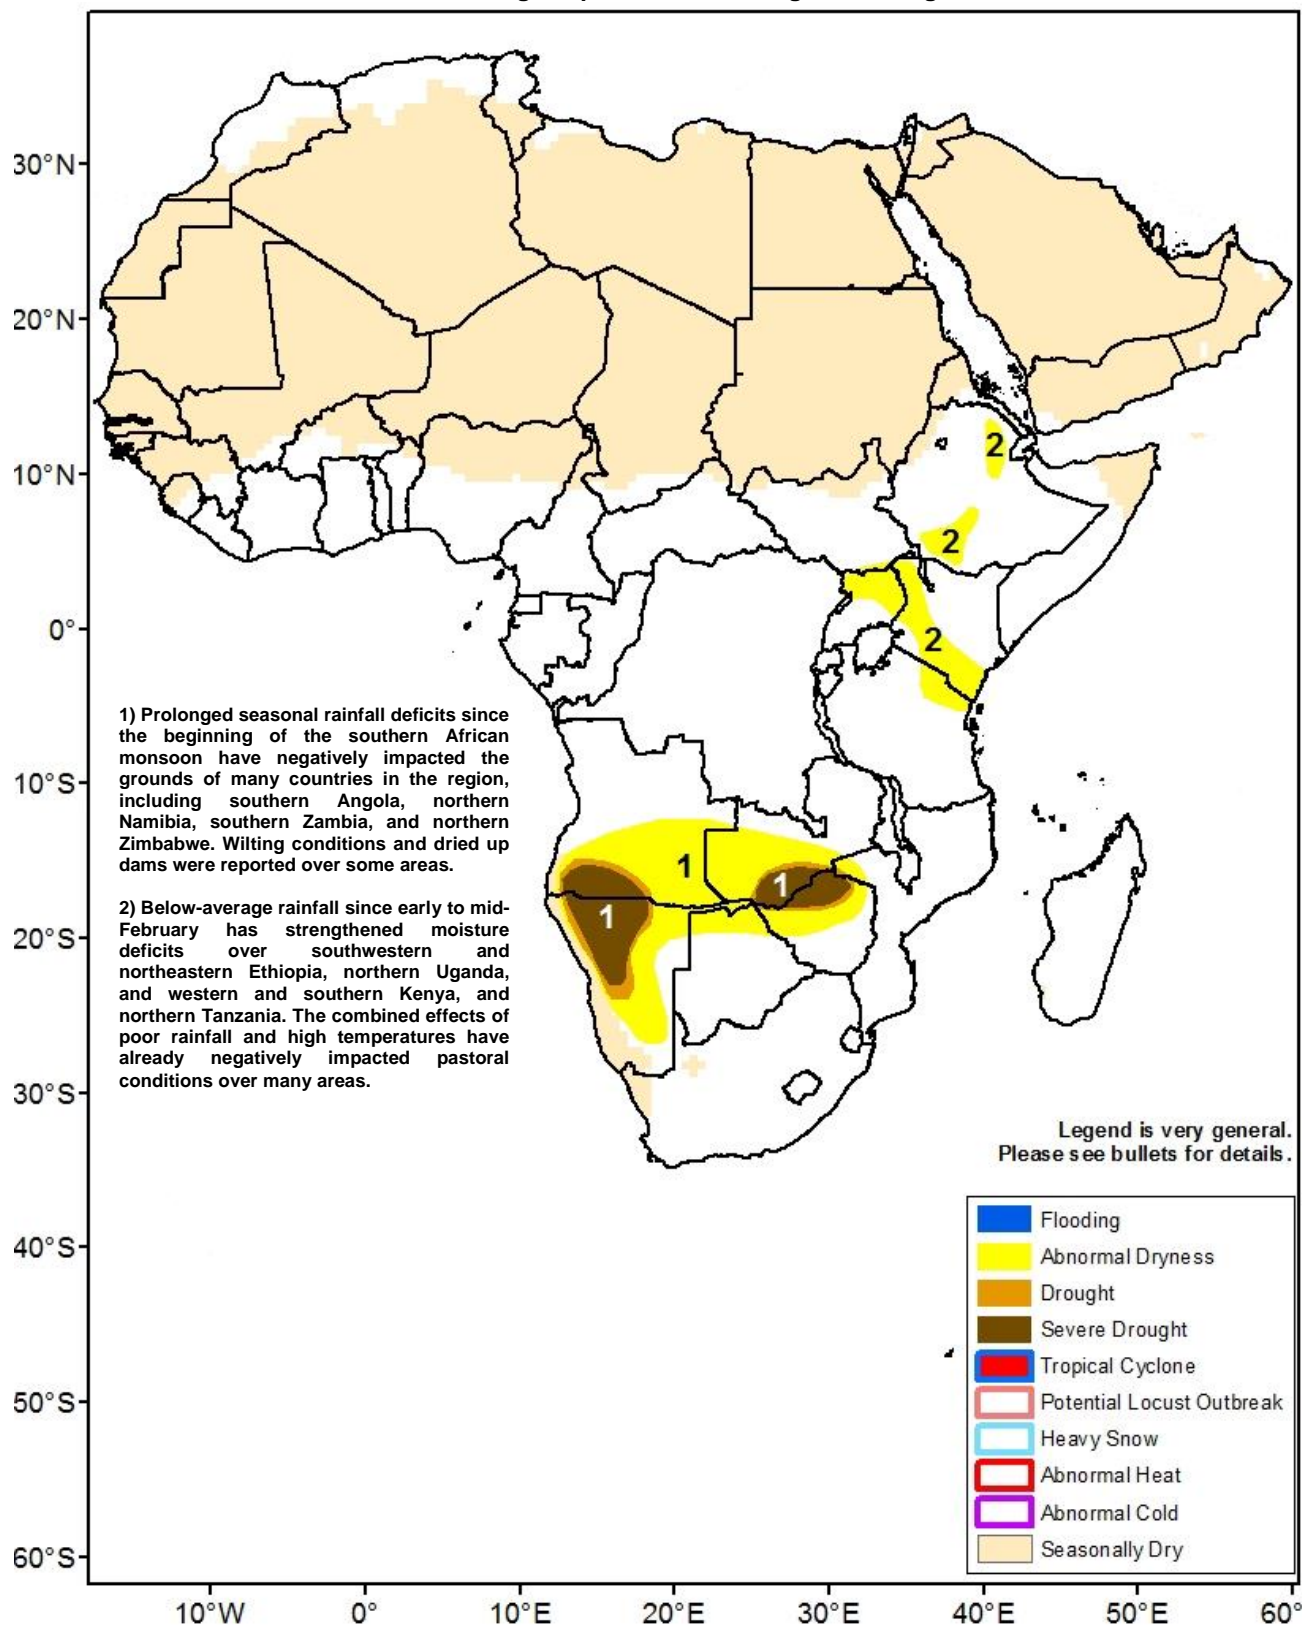 30°N
20°N
10°N
0°
10°S
20°S
30°S
40°S
50°S
60°S
2
2
2
1
1
1
1) Prolonged seasonal rainfall deficits since
the beginning of the southern African
monsoon have negatively impacted the
grounds of many countries in the region,
including southern Angola, northern
Namibia, southern Zambia, and northern
Zimbabwe. Wilting conditions and dried up
dams were reported over some areas.
2) Below-average rainfall since early to mid-
February has strengthened moisture
deficits over southwestern and
northeastern Ethiopia, northern Uganda,
and western and southern Kenya, and
northern Tanzania. The combined effects of
poor rainfall and high temperatures have
already negatively impacted pastoral
conditions over many areas.
Legend is very general.
Please see bullets for details.
Flooding
Abnormal Dryness
Drought
Severe Drought
Tropical Cyclone
Potential Locust Outbreak
Heavy Snow
Abnormal Heat
Abnormal Cold
Seasonally Dry
10°W
0°
10°E
20°E
30°E
40°E
50°E
60°